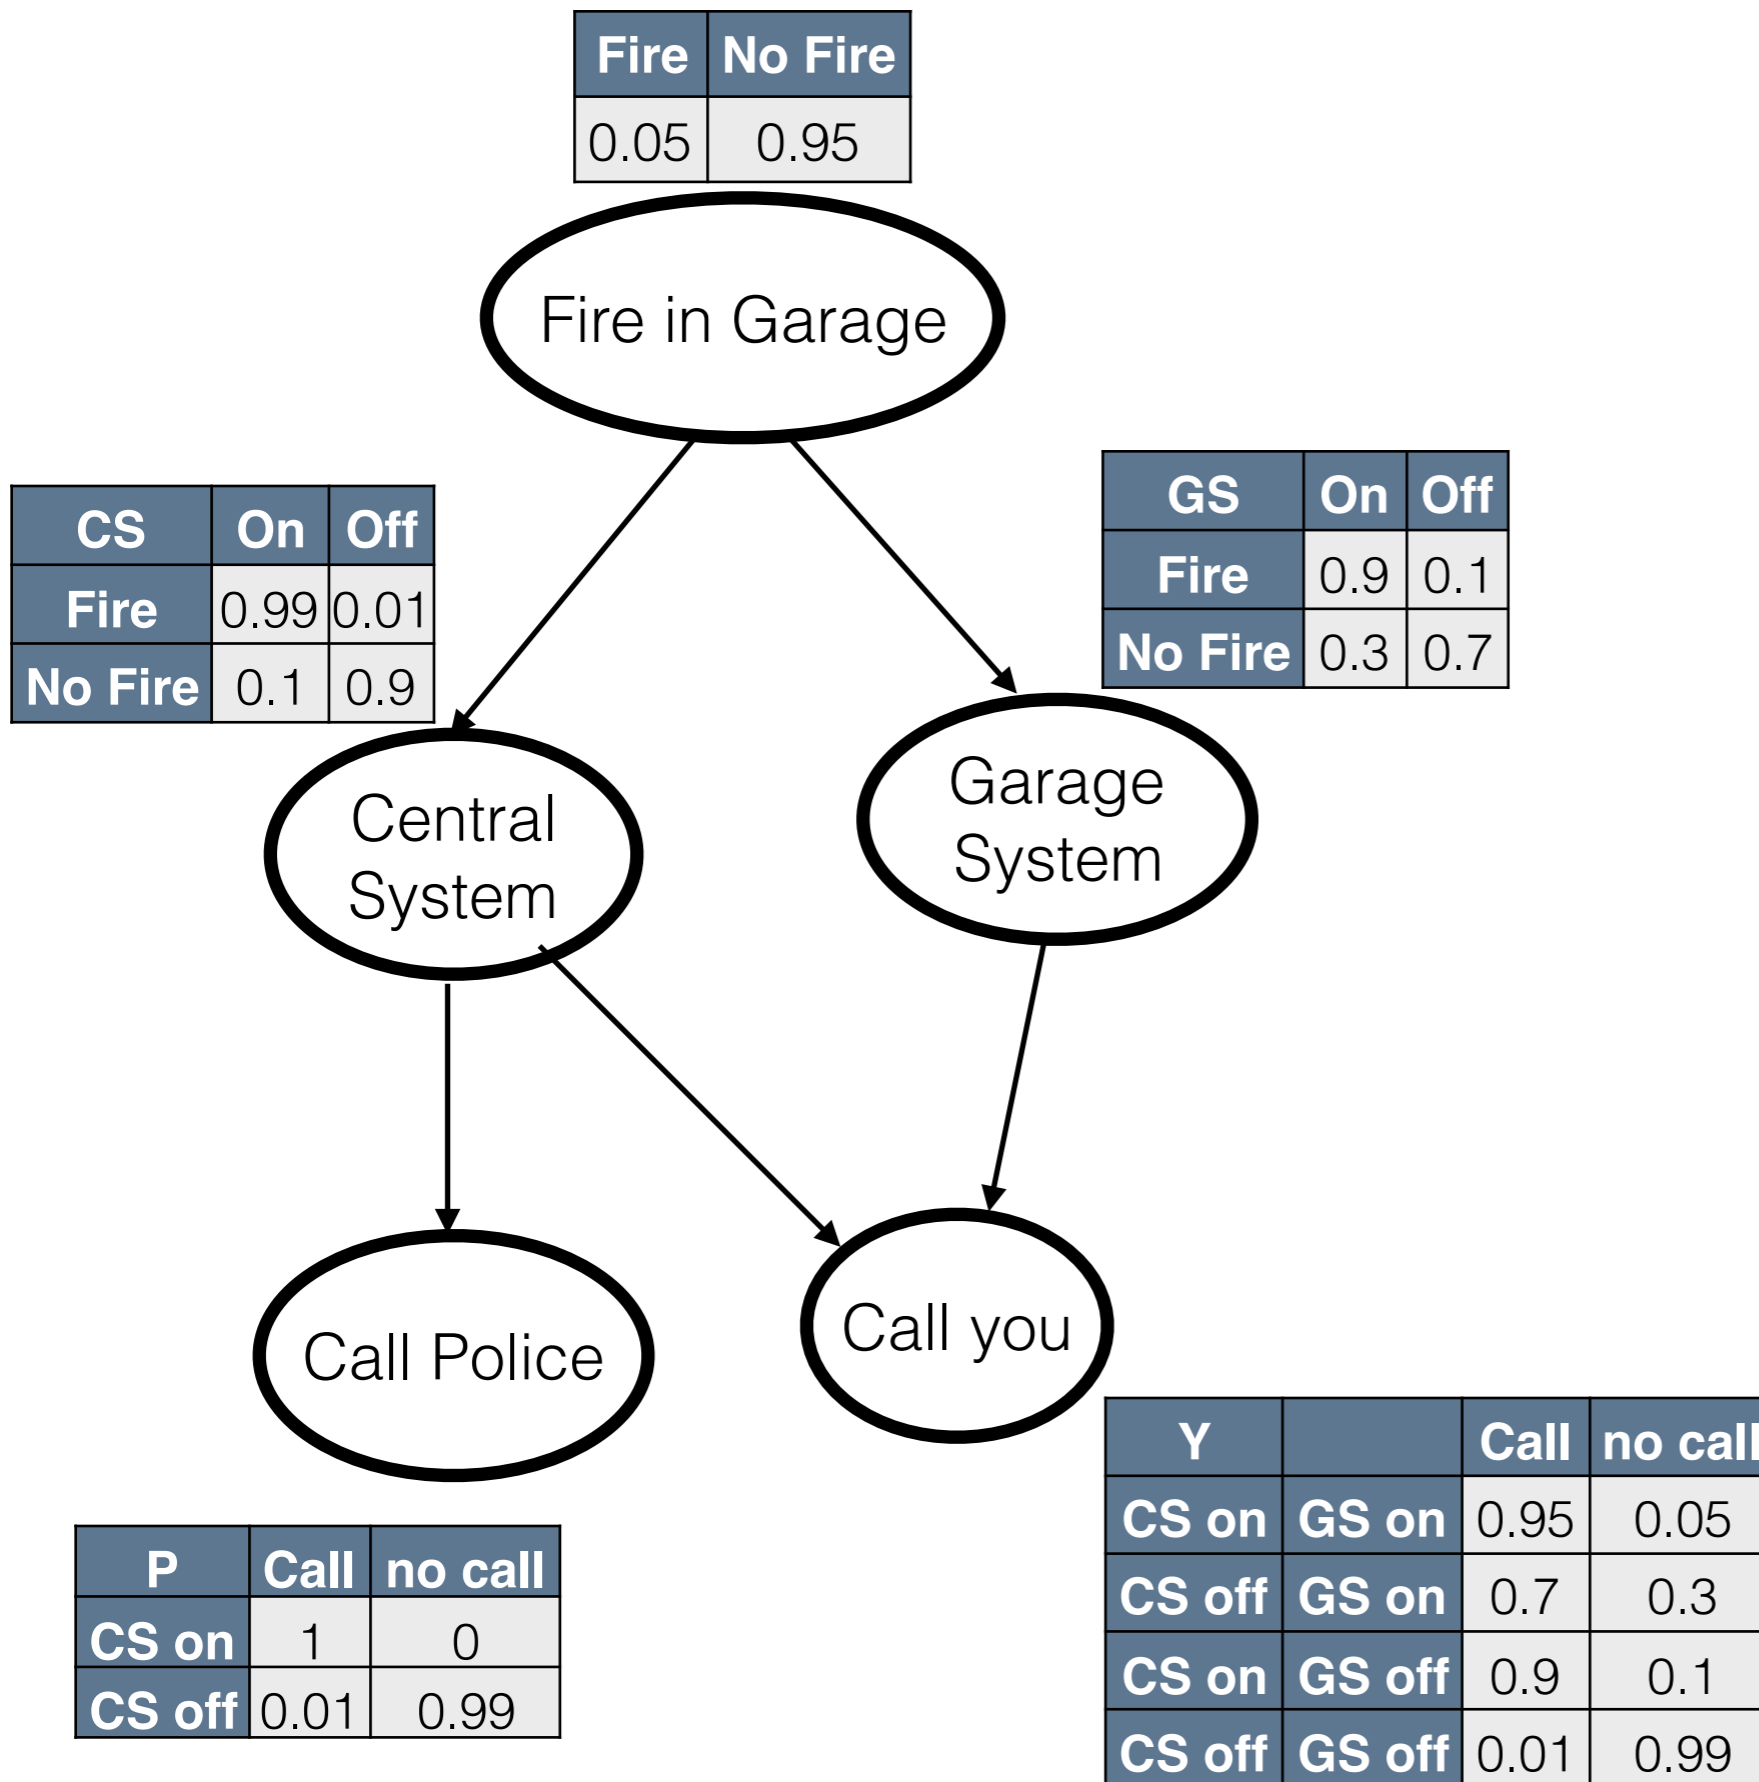 Fire No Fire
0.05 0.95
Fire in Garage
CS On Off
Fire 0.99 0.01
No Fire 0.1 0.9
GS On Off
Fire 0.9 0.1
No Fire 0.3 0.7
Central
System
Garage
System
Call Police
Call you
P Call no call
CS on 1 0
CS off 0.01 0.99
Y Call no call
CS on GS on 0.95 0.05
CS off GS on 0.7 0.3
CS on GS off 0.9 0.1
CS off GS off 0.01 0.99